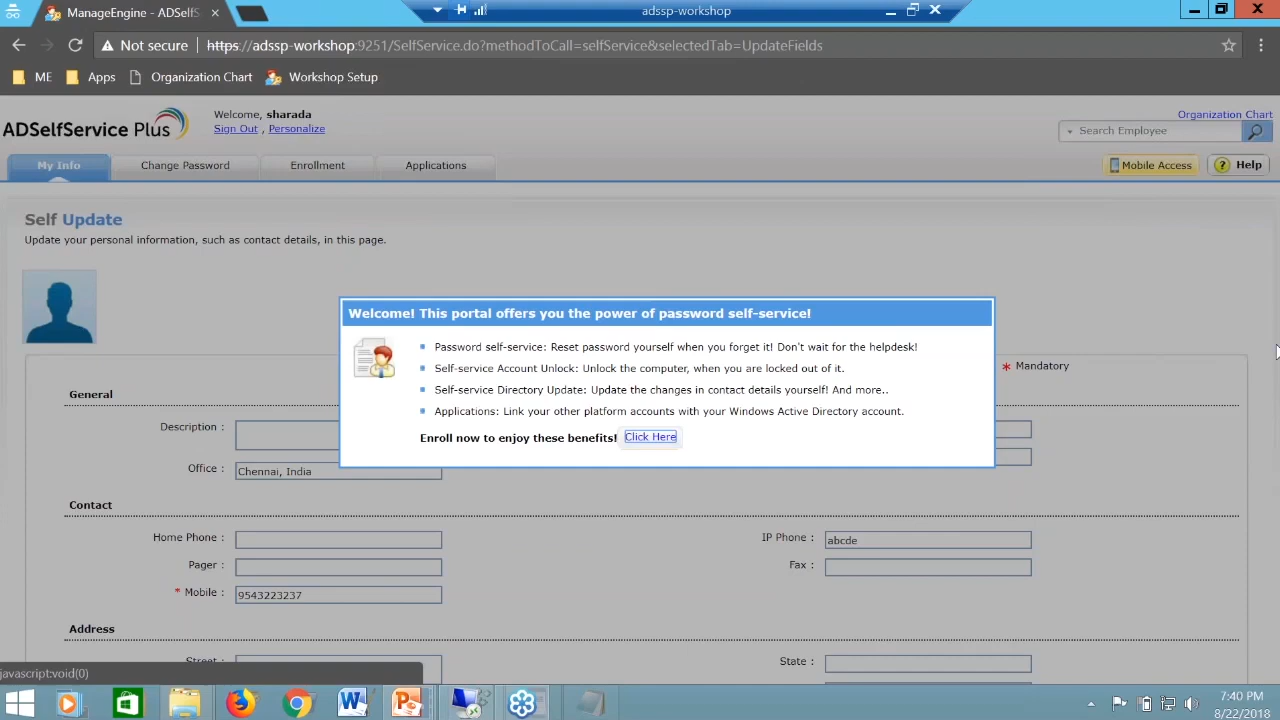 ManageEngine - ADSelfS
adssp-workshop
Not secure
https://adssp-workshop:9251/SelfService.do?methodToCall=selfService&selectedTab=UpdateFields
ME
Apps
Organization Chart
Workshop Setup
ADSelfService Plus
Welcome, sharada
Sign Out , Personalize
Organization Chart
Search Employee
My Info
Change Password
Enrollment
Applications
Mobile Access
? Help
Self Update
Update your personal information, such as contact details, in this page.
Welcome! This portal offers you the power of password self-service!
Password self-service: Reset password yourself when you forget it! Don't wait for the helpdesk!
Self-service Account Unlock: Unlock the computer, when you are locked out of it.
Self-service Directory Update: Update the changes in contact details yourself! And more..
Applications: Link your other platform accounts with your Windows Active Directory account.
Enroll now to enjoy these benefits! Click Here
* Mandatory
General
Description :
Office : Chennai, India
Contact
Home Phone :
IP Phone : abcde
Pager :
Fax :
* Mobile : 9543223237
Address
Street :
State :
javascript:void(0)
7:40 PM
8/22/2018